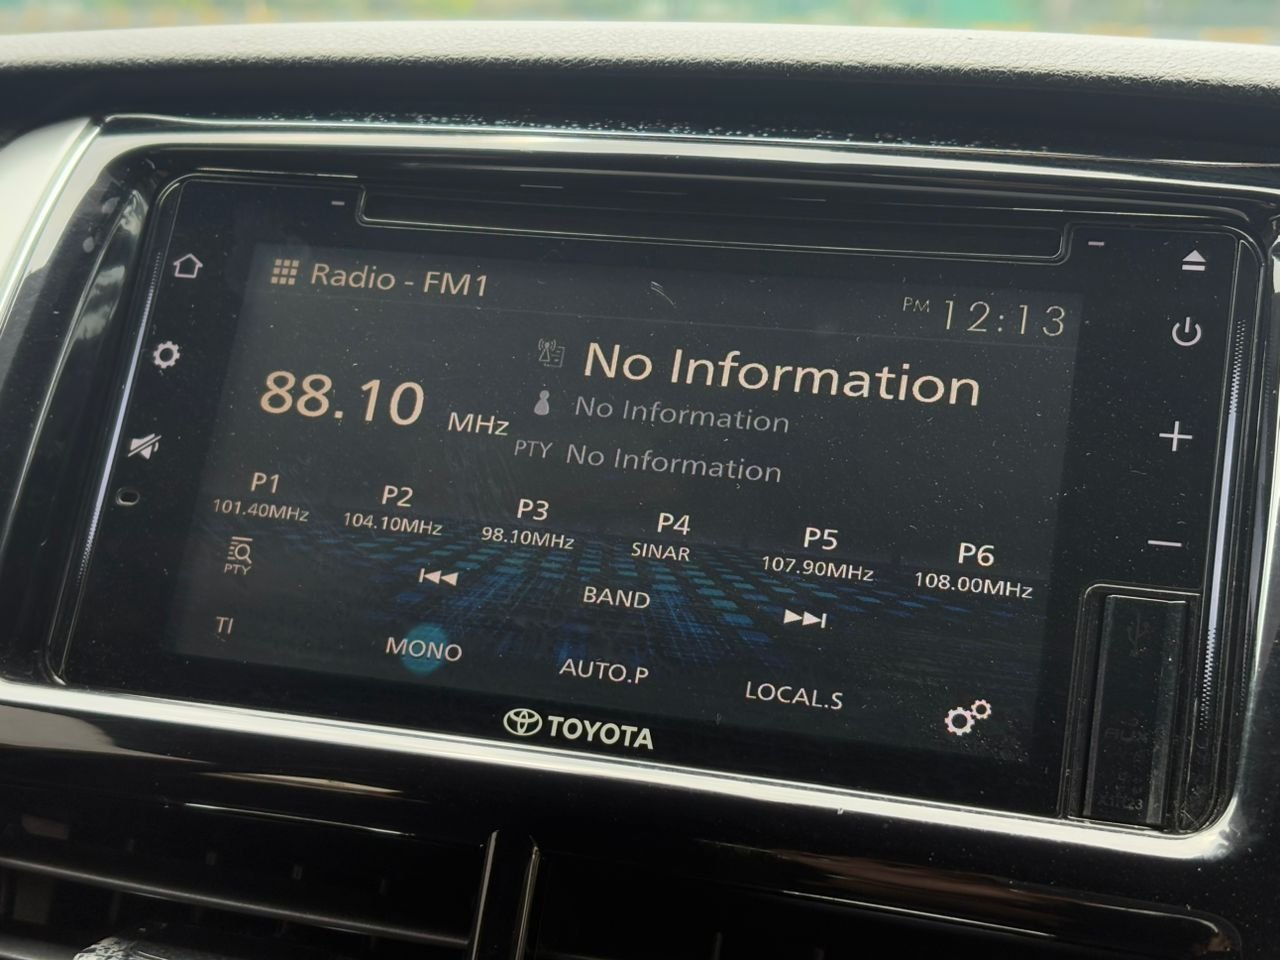 Radio - FM1
PM 12:13
No Information
88.10 MHz
No Information
PTY No Information
P1 P2 P3 P4 P5 P6
101.40MHz 104.10MHz 98.10MHz SINAR 107.90MHz 108.00MHz
PTY
BAND
TI MONO AUTO.P LOCAL.S
TOYOTA